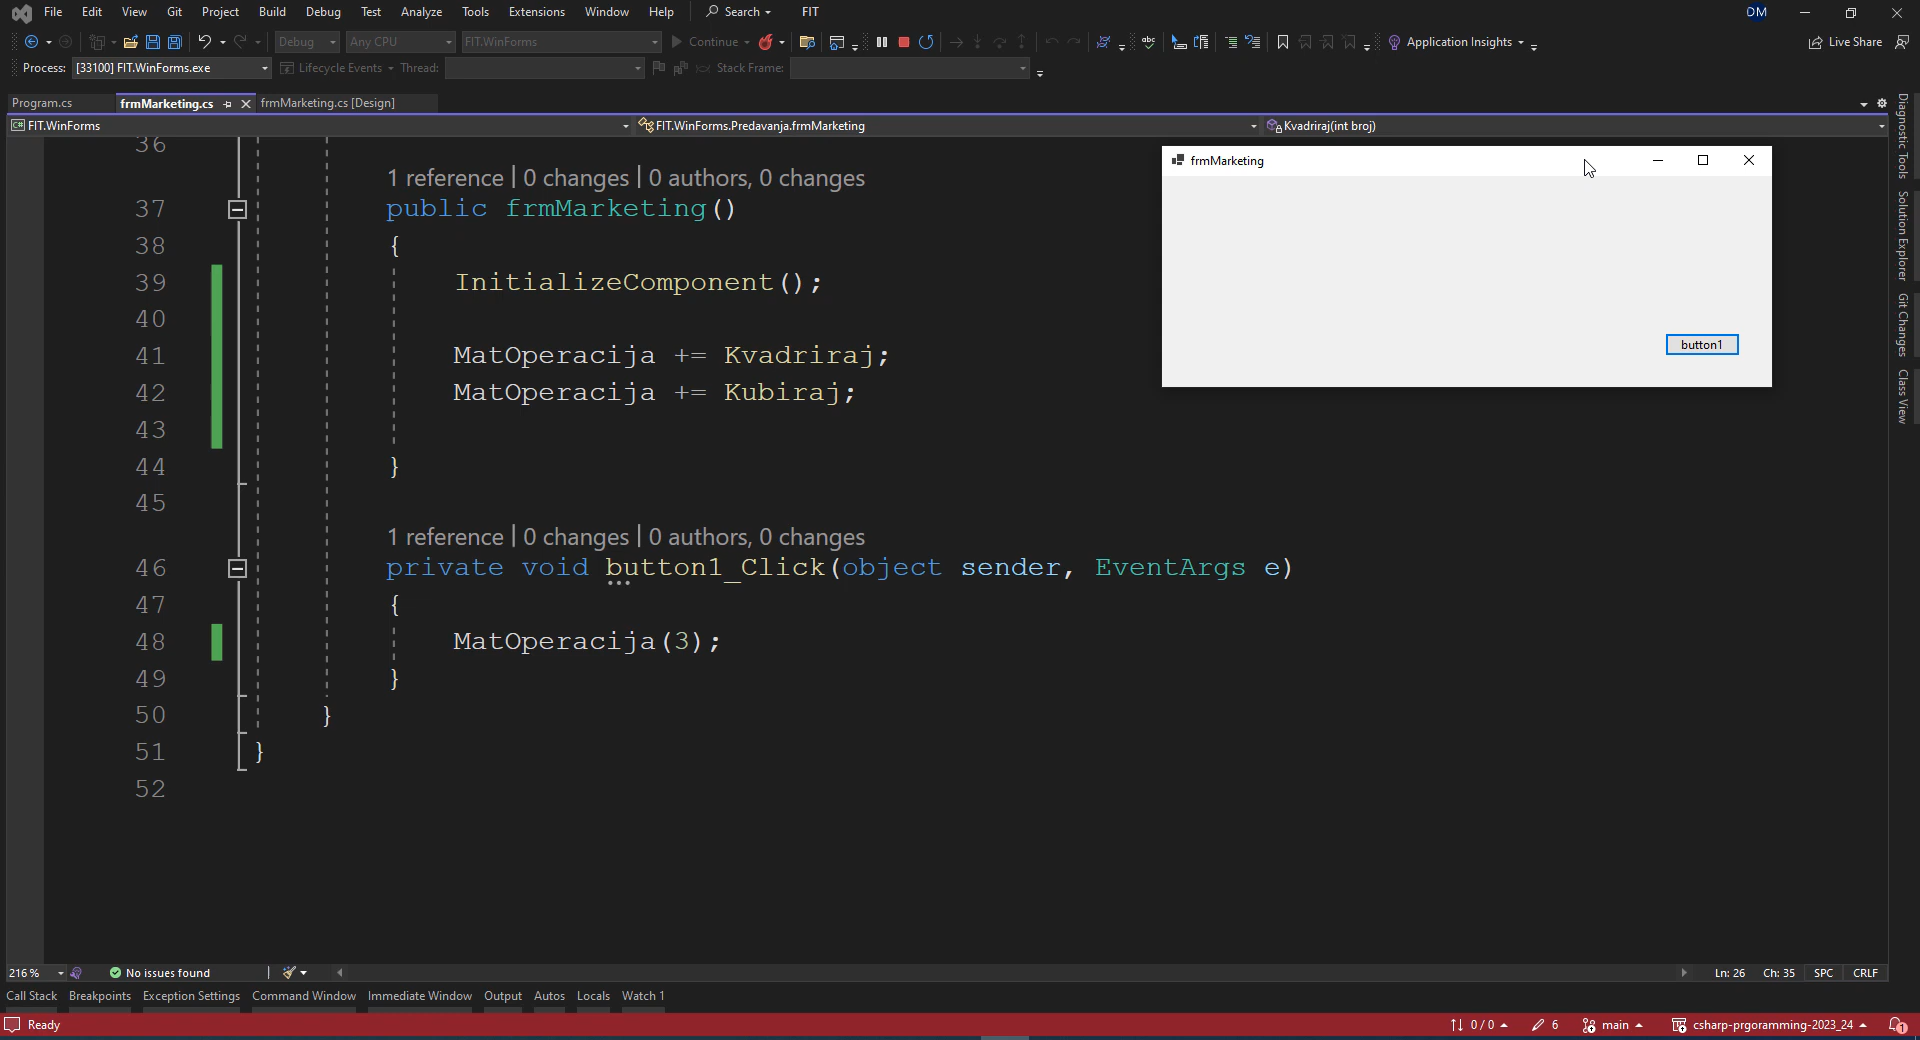 File Edit View Git Project Build Debug Test Analyze Tools Extensions Window Help Search FIT DM
Debug Any CPU FIT.WinForms Continue Application Insights Live Share
Process: [33100] FIT.WinForms.exe Lifecycle Events Thread: Stack Frame:
Program.cs frmMarketing.cs frmMarketing.cs [Design]
FIT.WinForms FIT.WinForms.Predavanja.frmMarketing Kvadriraj(int broj)
36
1 reference | 0 changes | 0 authors, 0 changes
37 public frmMarketing()
38 {
39 InitializeComponent();
40
41 MatOperacija += Kvadriraj;
42 MatOperacija += Kubiraj;
43
44 }
45
1 reference | 0 changes | 0 authors, 0 changes
46 private void button1_Click(object sender, EventArgs e)
47 {
48 MatOperacija(3);
49 }
50 }
51 }
52
frmMarketing
button1
Diagnostic Tools
Solution Explorer
Git Changes
Class View
216 % No issues found Ln: 26 Ch: 35 SPC CRLF
Call Stack Breakpoints Exception Settings Command Window Immediate Window Output Autos Locals Watch 1
Ready 0 / 0 6 main csharp-prgoramming-2023_24 1